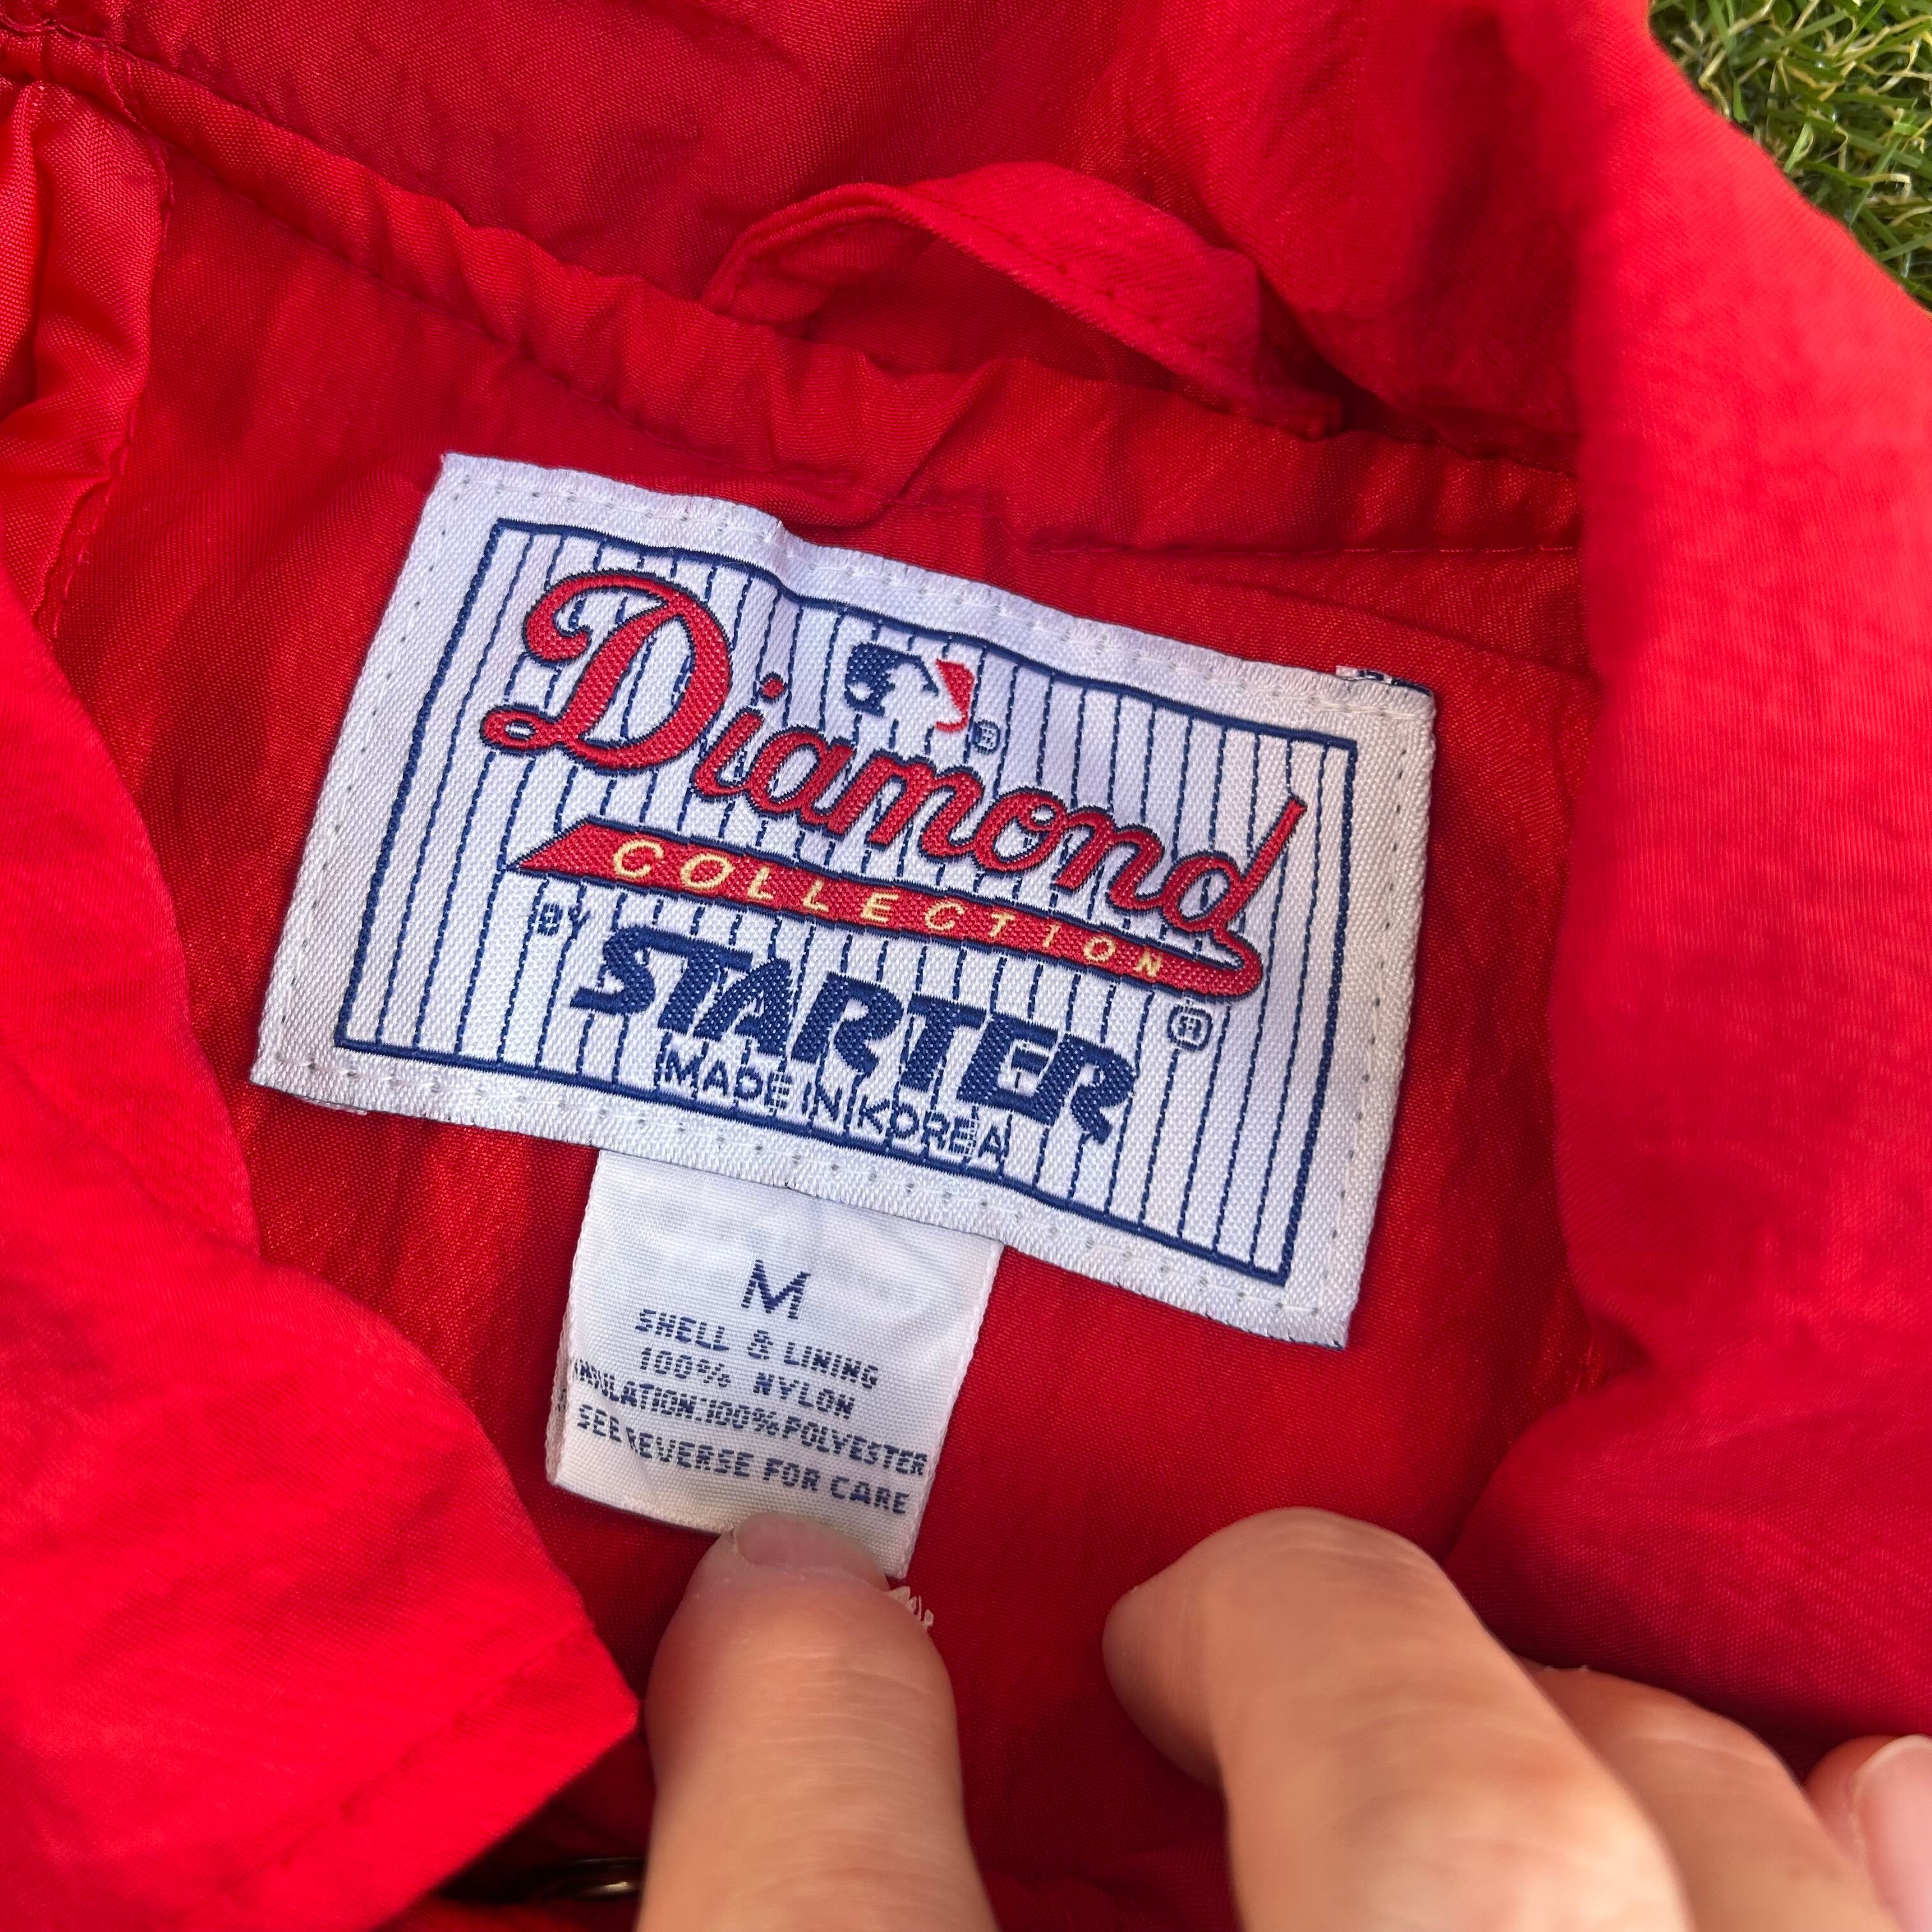 Diamond
COLLECTION
BY
STARTER®
MADE IN KOREA
M
SHELL & LINING
100% NYLON
INSULATION:100%POLYESTER
SEE REVERSE FOR CARE